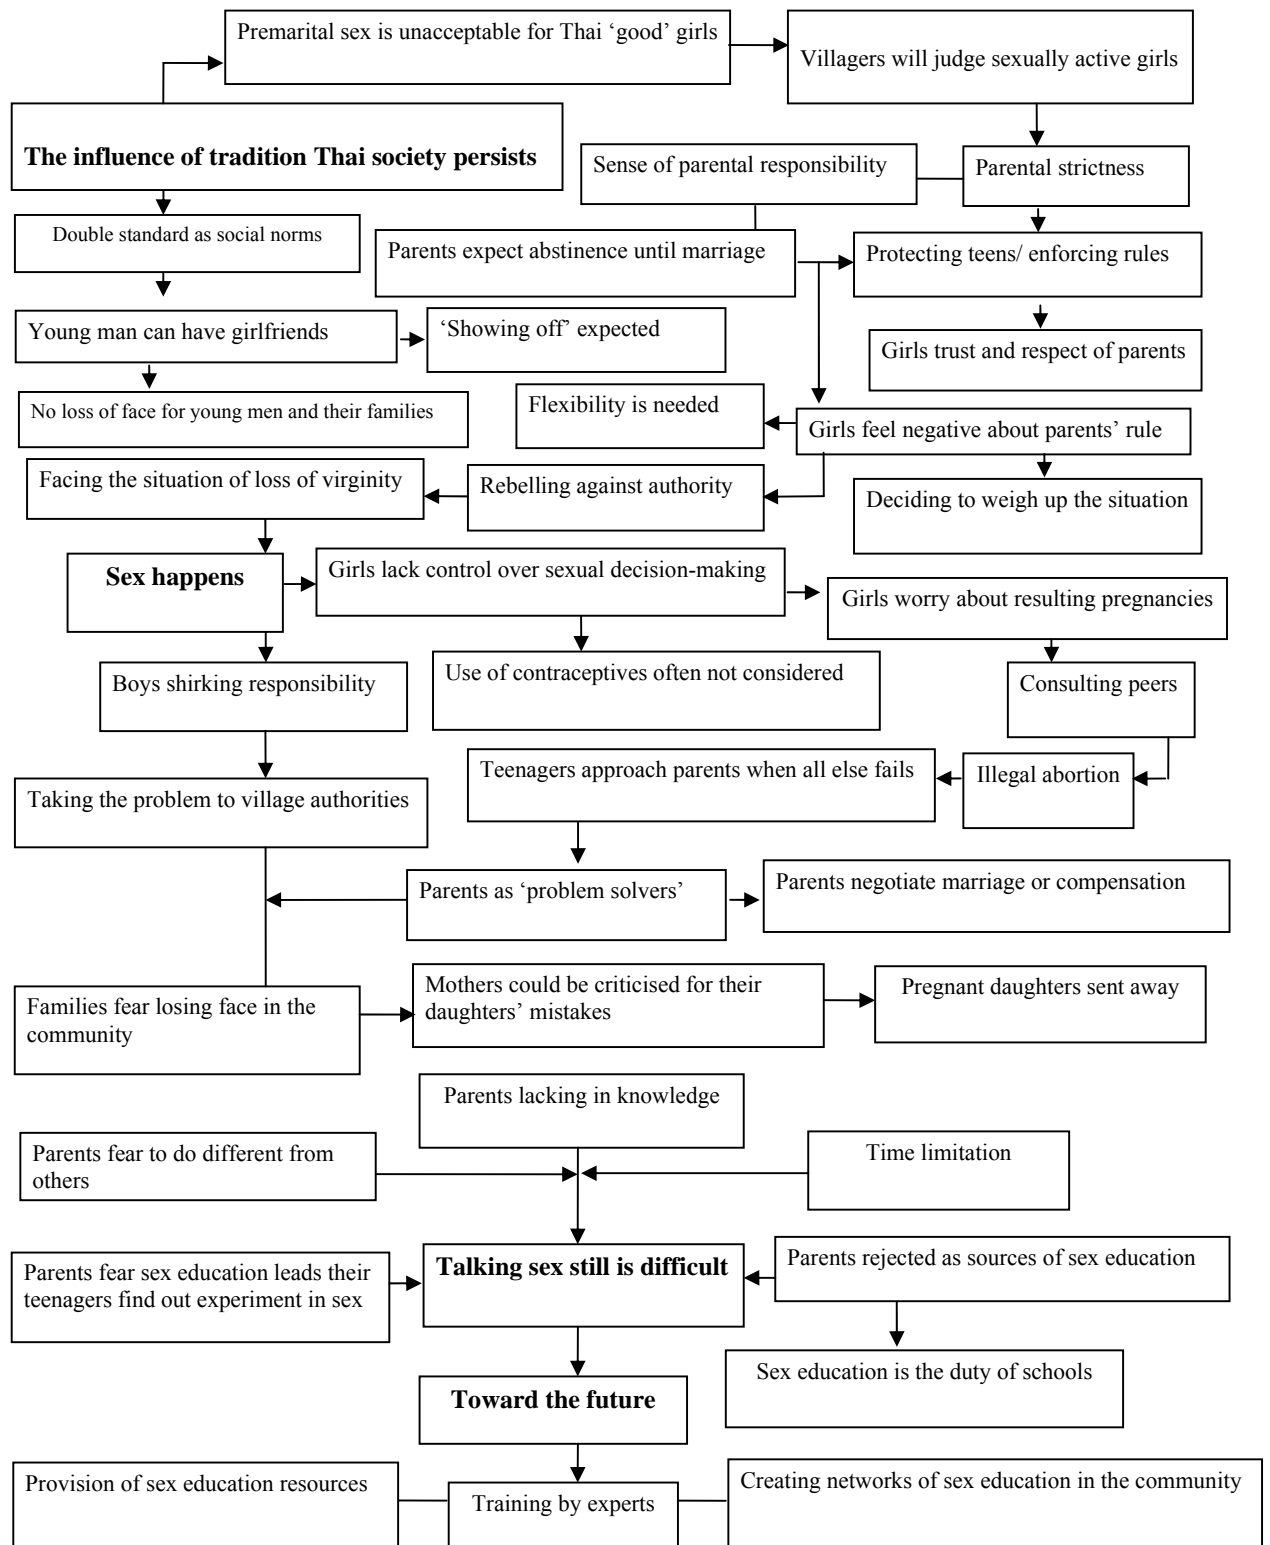 Premarital sex is unacceptable for Thai ‘good’ girls
Villagers will judge sexually active girls
The influence of tradition Thai society persists
Sense of parental responsibility
Parental strictness
Double standard as social norms
Parents expect abstinence until marriage
Protecting teens/ enforcing rules
Young man can have girlfriends
‘Showing off’ expected
Girls trust and respect of parents
No loss of face for young men and their families
Flexibility is needed
Girls feel negative about parents’ rule
Facing the situation of loss of virginity
Rebelling against authority
Deciding to weigh up the situation
Sex happens
Girls lack control over sexual decision-making
Girls worry about resulting pregnancies
Boys shirking responsibility
Use of contraceptives often not considered
Consulting peers
Teenagers approach parents when all else fails
Illegal abortion
Taking the problem to village authorities
Parents as ‘problem solvers’
Parents negotiate marriage or compensation
Families fear losing face in the
community
Mothers could be criticised for their
daughters’ mistakes
Pregnant daughters sent away
Parents lacking in knowledge
Parents fear to do different from
others
Time limitation
Parents fear sex education leads their
teenagers find out experiment in sex
Talking sex still is difficult
Parents rejected as sources of sex education
Sex education is the duty of schools
Toward the future
Provision of sex education resources
Training by experts
Creating networks of sex education in the community